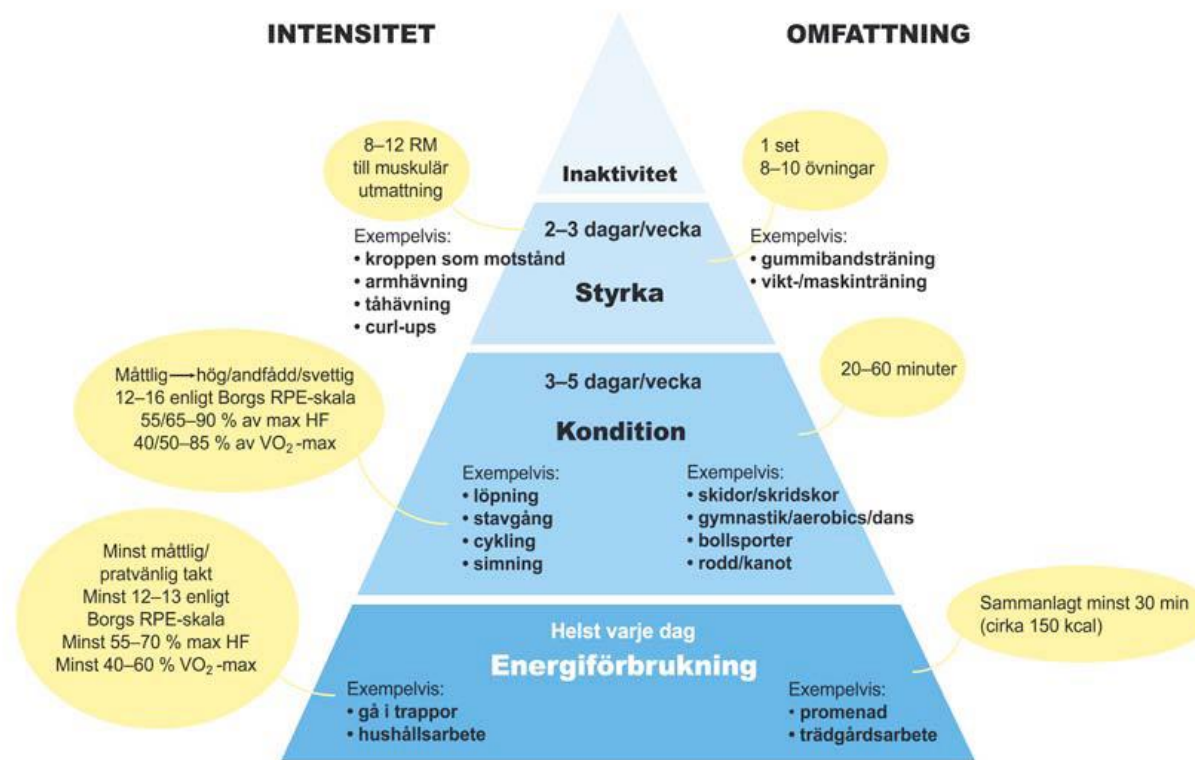 INTENSITET
OMFATTNING
8–12 RM
till muskulär
utmattning
1 set
8–10 övningar
Inaktivitet
2–3 dagar/vecka
Styrka
Exempelvis:
• kroppen som motstånd
• armhävning
• tåhävning
• curl-ups
Exempelvis:
• gummibandsträning
• vikt-/maskinträning
Måttlig→hög/andfådd/svettig
12–16 enligt Borgs RPE-skala
55/65–90 % av max HF
40/50–85 % av VO₂-max
20–60 minuter
3–5 dagar/vecka
Kondition
Exempelvis:
• löpning
• stavgång
• cykling
• simning
Exempelvis:
• skidor/skridskor
• gymnastik/aerobics/dans
• bollsporter
• rodd/kanot
Minst måttlig/
pratvänlig takt
Minst 12–13 enligt
Borgs RPE-skala
Minst 55–70 % max HF
Minst 40–60 % VO₂-max
Sammanlagt minst 30 min
(cirka 150 kcal)
Helst varje dag
Energiförbrukning
Exempelvis:
• gå i trappor
• hushållsarbete
Exempelvis:
• promenad
• trädgårdsarbete